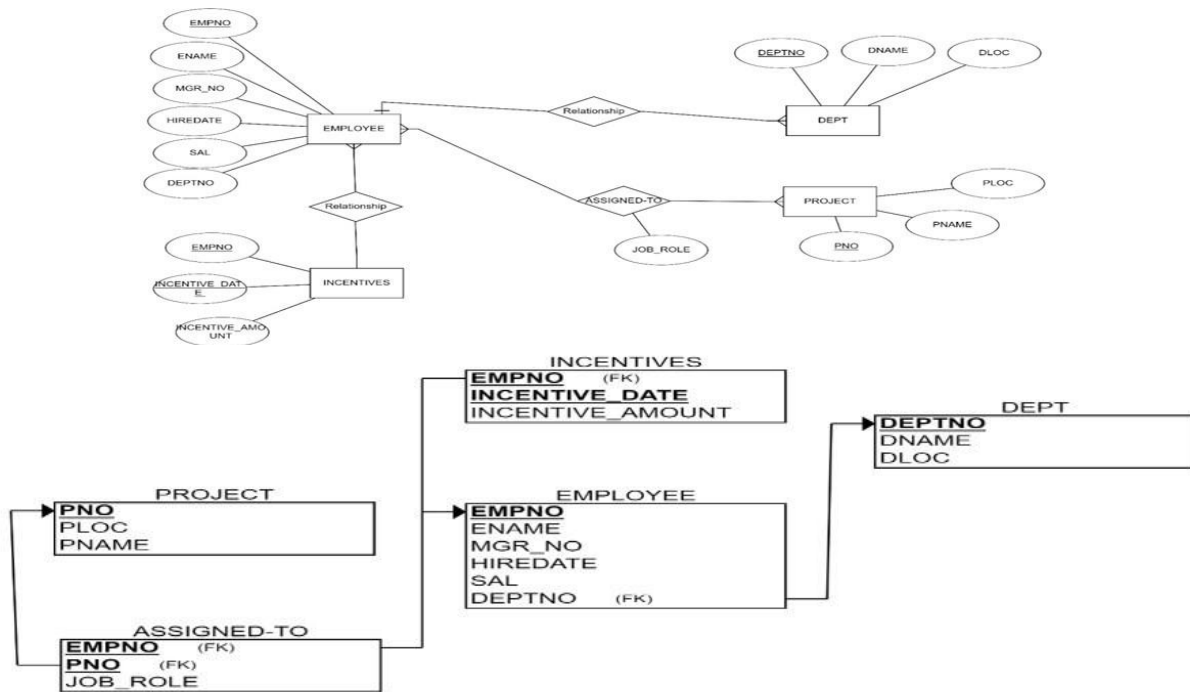 EMPNO
ENAME
MGR_NO
HIREDATE
SAL
DEPTNO
EMPLOYEE
Relationship
DEPTNO
DNAME
DLOC
DEPT
ASSIGNED-TO
JOB_ROLE
PROJECT
PLOC
PNAME
PNO
Relationship
EMPNO
INCENTIVE_DAT
E
INCENTIVE_AMO
UNT
INCENTIVES
INCENTIVES
EMPNO (FK)
INCENTIVE_DATE
INCENTIVE_AMOUNT
DEPT
DEPTNO
DNAME
DLOC
PROJECT
PNO
PLOC
PNAME
EMPLOYEE
EMPNO
ENAME
MGR_NO
HIREDATE
SAL
DEPTNO (FK)
ASSIGNED-TO
EMPNO (FK)
PNO (FK)
JOB_ROLE